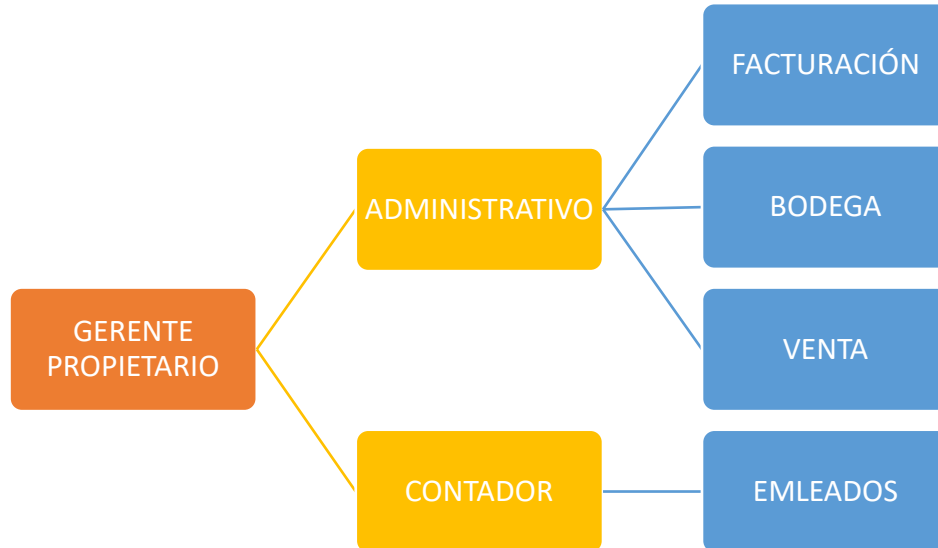 GERENTE
PROPIETARIO
ADMINISTRATIVO
FACTURACIÓN
BODEGA
VENTA
CONTADOR
EMLEADOS